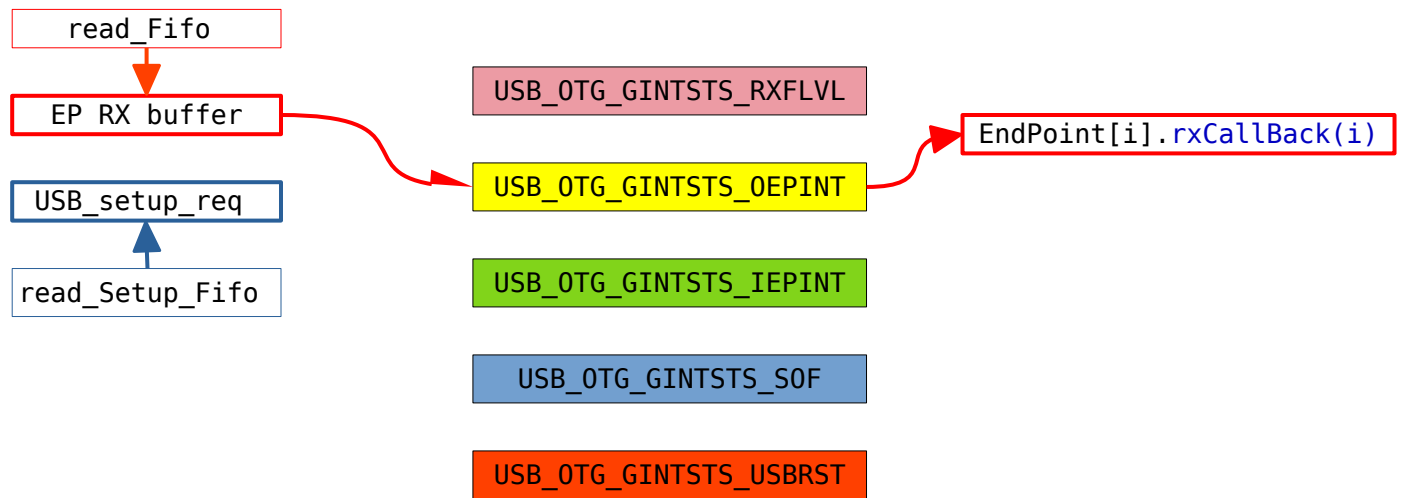 read_Fifo
EP RX buffer
USB_setup_req
read_Setup_Fifo
USB_OTG_GINTSTS_RXFLVL
USB_OTG_GINTSTS_OEPINT
USB_OTG_GINTSTS_IEPINT
USB_OTG_GINTSTS_SOF
USB_OTG_GINTSTS_USBRST
EndPoint[i].rxCallBack(i)